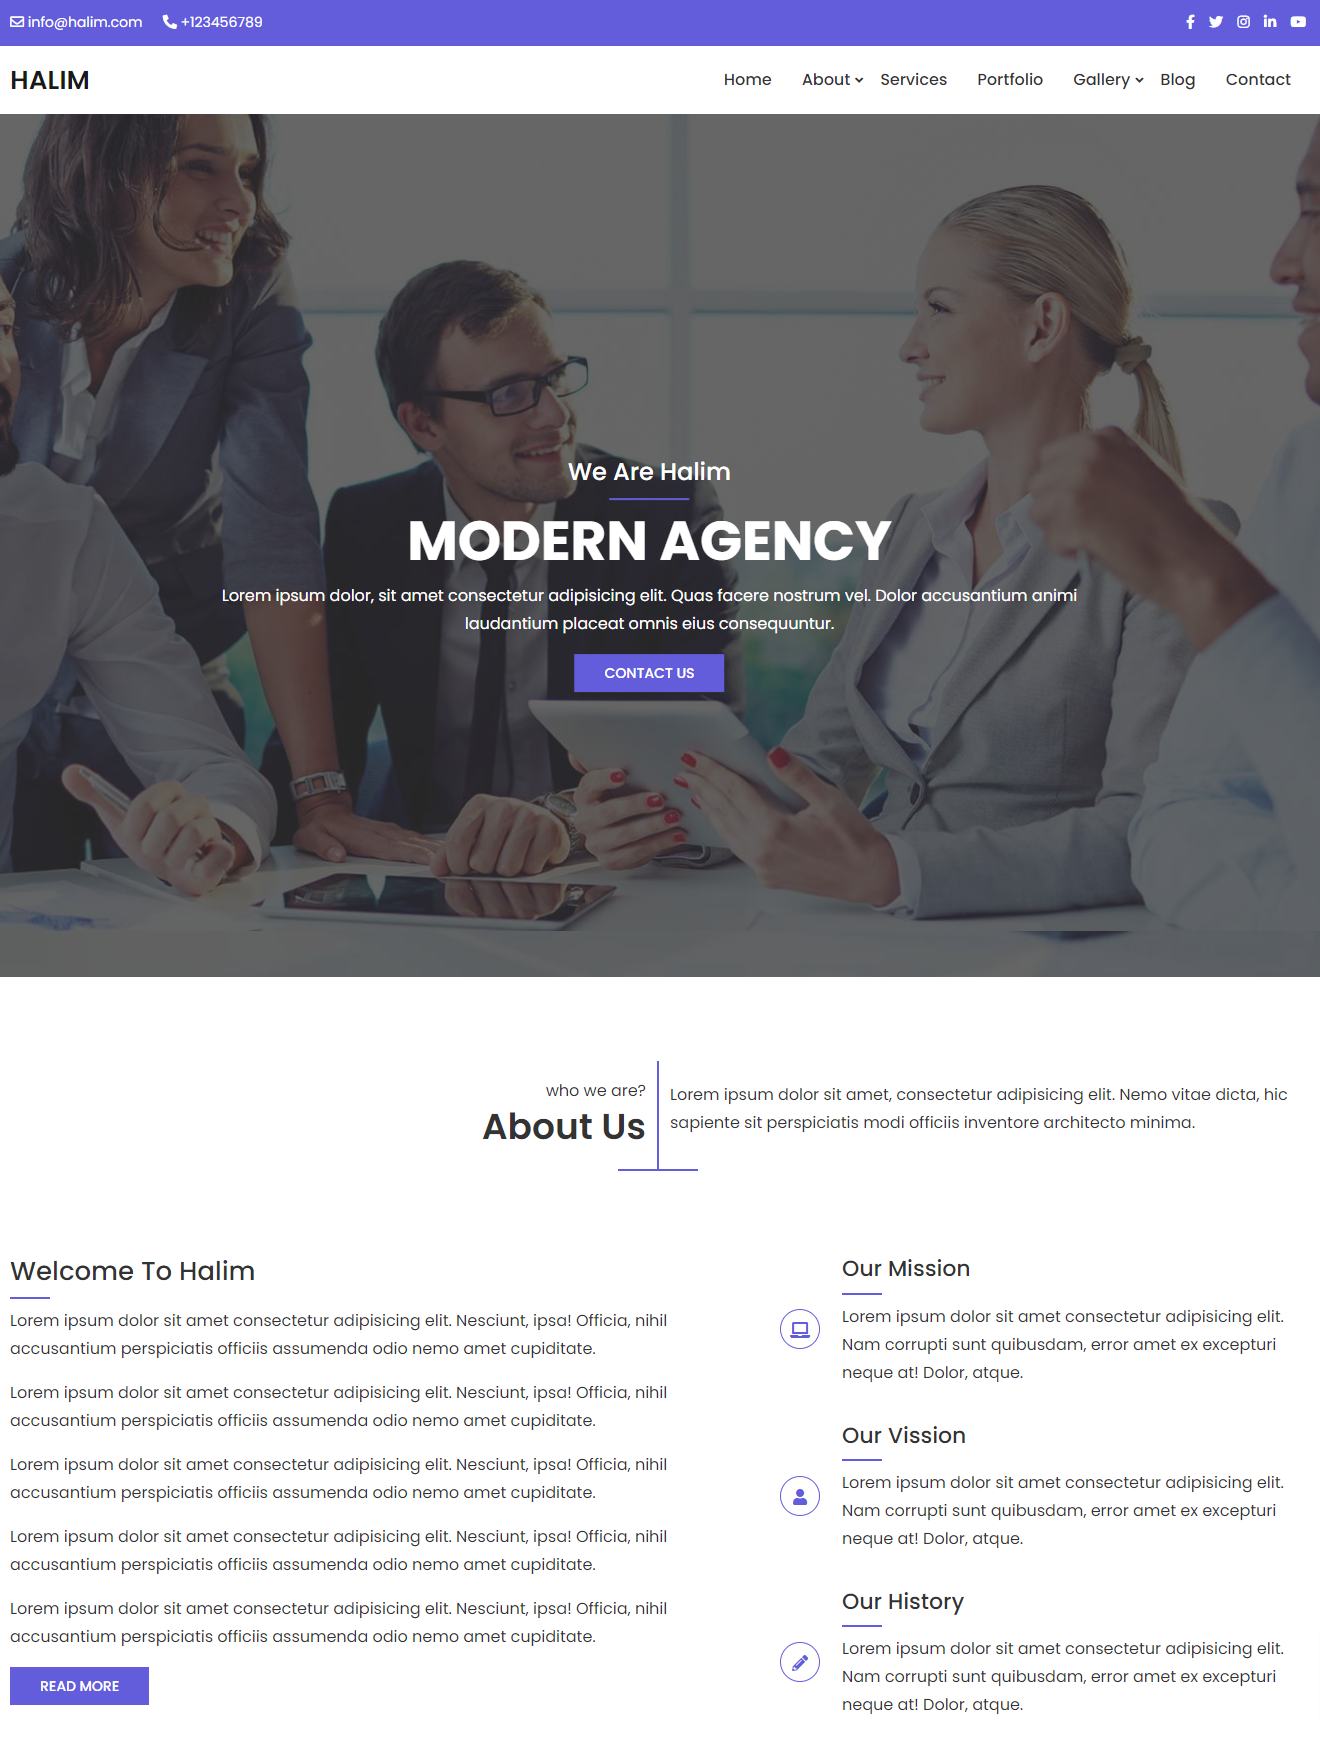 info@halim.com +123456789
HALIM
Home About Services Portfolio Gallery Blog Contact
We Are Halim
MODERN AGENCY
Lorem ipsum dolor, sit amet consectetur adipisicing elit. Quas facere nostrum vel. Dolor accusantium animi
laudantium placeat omnis eius consequuntur.
CONTACT US
who we are?
About Us
Lorem ipsum dolor sit amet, consectetur adipisicing elit. Nemo vitae dicta, hic
sapiente sit perspiciatis modi officiis inventore architecto minima.
Welcome To Halim
Lorem ipsum dolor sit amet consectetur adipisicing elit. Nesciunt, ipsa! Officia, nihil
accusantium perspiciatis officiis assumenda odio nemo amet cupiditate.
Lorem ipsum dolor sit amet consectetur adipisicing elit. Nesciunt, ipsa! Officia, nihil
accusantium perspiciatis officiis assumenda odio nemo amet cupiditate.
Lorem ipsum dolor sit amet consectetur adipisicing elit. Nesciunt, ipsa! Officia, nihil
accusantium perspiciatis officiis assumenda odio nemo amet cupiditate.
Lorem ipsum dolor sit amet consectetur adipisicing elit. Nesciunt, ipsa! Officia, nihil
accusantium perspiciatis officiis assumenda odio nemo amet cupiditate.
Lorem ipsum dolor sit amet consectetur adipisicing elit. Nesciunt, ipsa! Officia, nihil
accusantium perspiciatis officiis assumenda odio nemo amet cupiditate.
READ MORE
Our Mission
Lorem ipsum dolor sit amet consectetur adipisicing elit.
Nam corrupti sunt quibusdam, error amet ex excepturi
neque at! Dolor, atque.
Our Vission
Lorem ipsum dolor sit amet consectetur adipisicing elit.
Nam corrupti sunt quibusdam, error amet ex excepturi
neque at! Dolor, atque.
Our History
Lorem ipsum dolor sit amet consectetur adipisicing elit.
Nam corrupti sunt quibusdam, error amet ex excepturi
neque at! Dolor, atque.